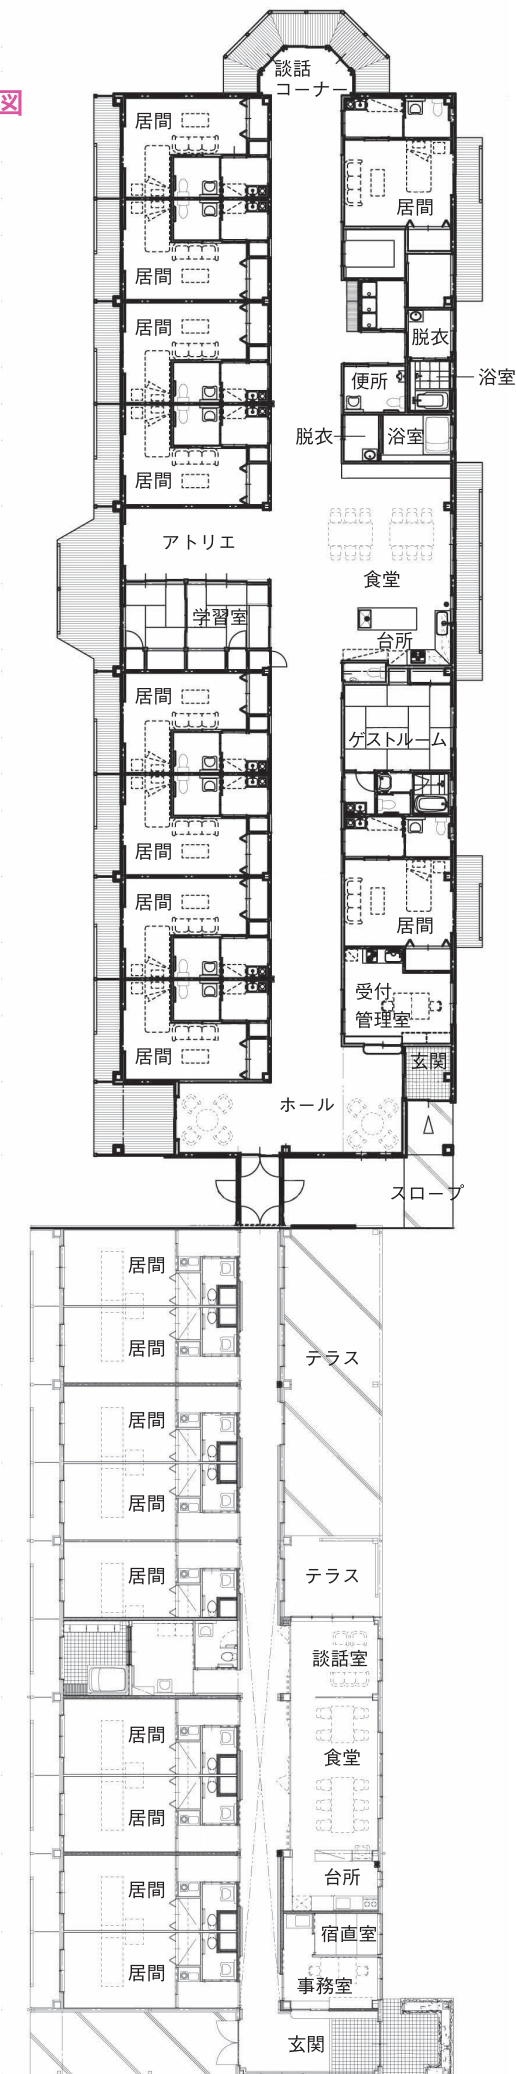 談話
コーナー
図
居間
居間
居間
居間
脱衣
居間
便所
浴室
脱衣
浴室
居間
アトリエ
食堂
学習室
台所
居間
ゲストルーム
居間
居間
居間
受付
管理室
居間
玄関
ホール
スロープ
居間
居間
テラス
居間
居間
居間
テラス
談話室
居間
食堂
居間
台所
居間
宿直室
居間
事務室
玄関